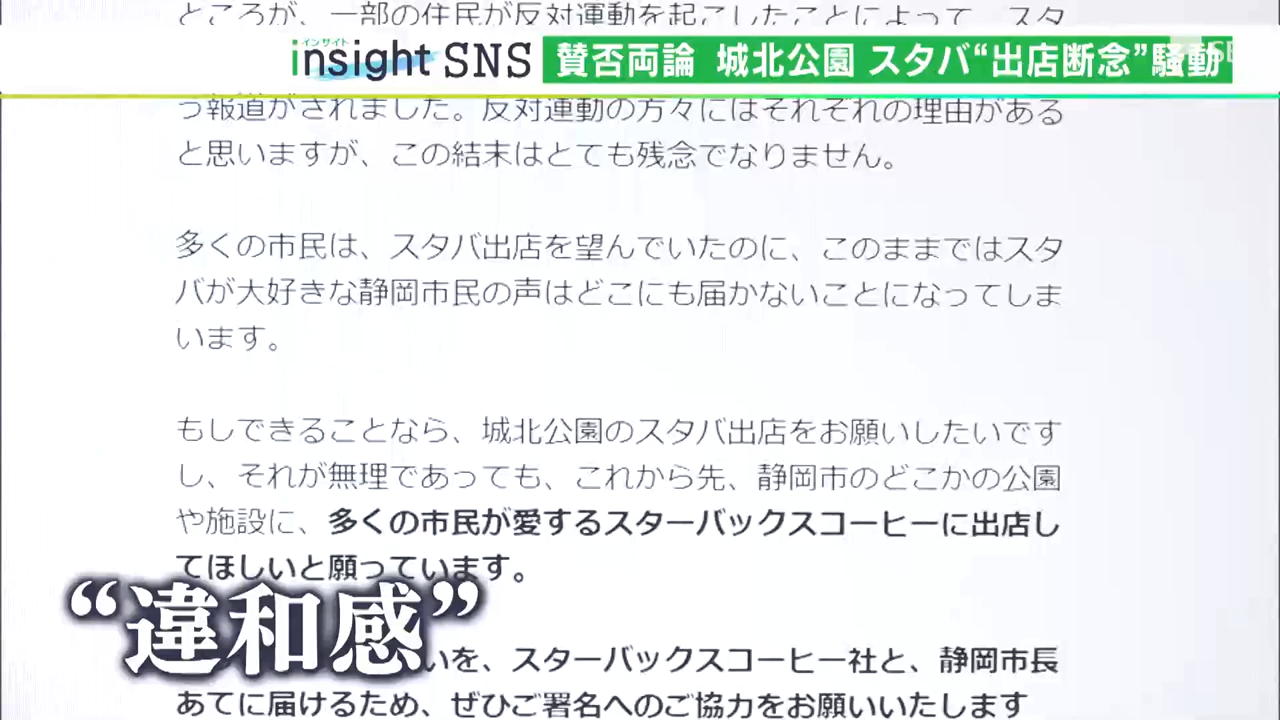 ところが、一部の住民が反対運動を起こしたことによって、スタ
インサイト
insight SNS 賛否両論 城北公園 スタバ“出店断念”騒動
う報道がされました。反対運動の方々にはそれぞれの理由がある
と思いますが、この結末はとても残念でなりません。
多くの市民は、スタバ出店を望んでいたのに、このままではスタ
バが大好きな静岡市民の声はどこにも届かないことになってしま
います。
もしできることなら、城北公園のスタバ出店をお願いしたいです
し、それが無理であっても、これから先、静岡市のどこかの公園
や施設に、多くの市民が愛するスターバックスコーヒーに出店し
てほしいと願っています。
“違和感”
いを、スターバックスコーヒー社と、静岡市長
あてに届けるため、ぜひご署名へのご協力をお願いいたします